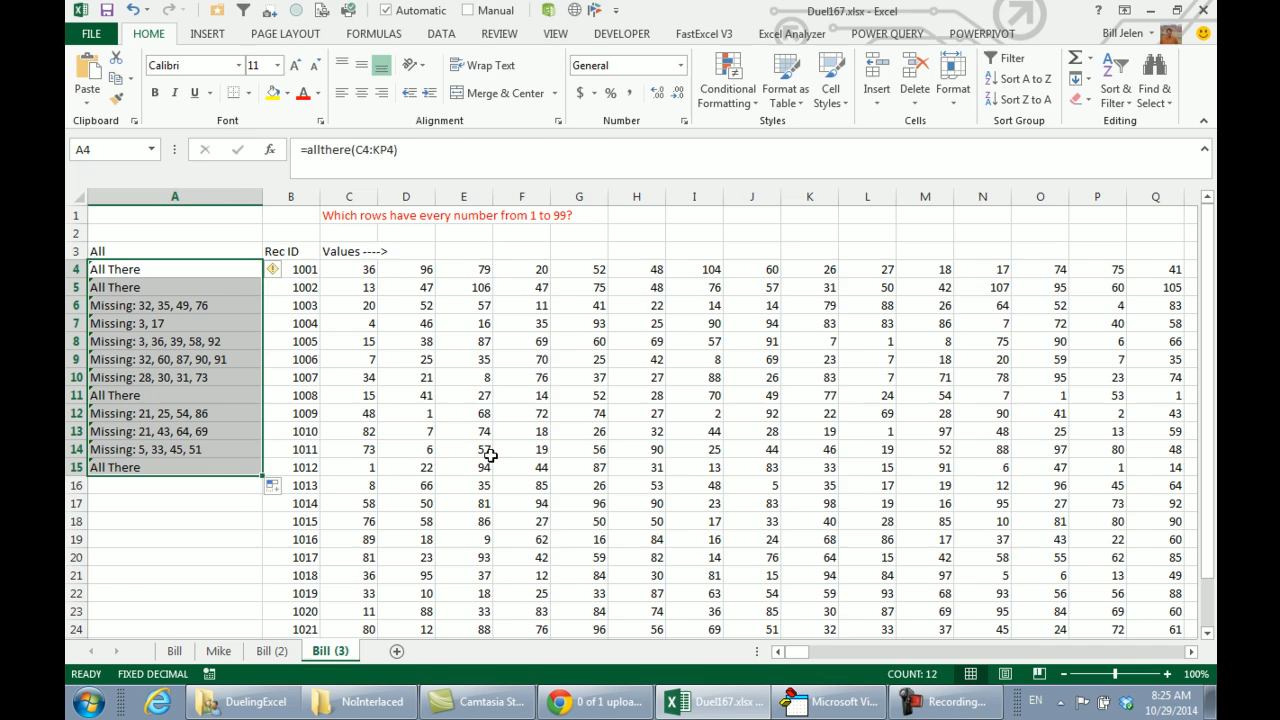 Automatic Manual Duel167.xlsx - Excel ?
FILE HOME INSERT PAGE LAYOUT FORMULAS DATA REVIEW VIEW DEVELOPER FastExcel V3 Excel Analyzer POWER QUERY POWERPIVOT Bill Jelen
Paste Calibri 11 A A B I U A Wrap Text Merge & Center General $ % , Conditional Formatting Format as Table Cell Styles Insert Delete Format Filter Sort A to Z Sort Z to A Sort & Filter Find & Select
Clipboard Font Alignment Number Styles Cells Sort Group Editing
A4 fx =allthere(C4:KP4)
A B C D E F G H I J K L M N O P Q
1 Which rows have every number from 1 to 99?
2
3 All Rec ID Values ---->
4 All There 1001 36 96 79 20 52 48 104 60 26 27 18 17 74 75 41
5 All There 1002 13 47 106 47 75 48 76 57 31 50 42 107 95 60 105
6 Missing: 32, 35, 49, 76 1003 20 52 57 11 41 22 14 14 79 88 26 64 52 4 83
7 Missing: 3, 17 1004 4 46 16 35 93 25 90 94 83 83 86 7 72 40 58
8 Missing: 3, 36, 39, 58, 92 1005 15 38 87 69 60 69 57 91 7 1 8 75 90 6 66
9 Missing: 32, 60, 87, 90, 91 1006 7 25 35 70 25 42 8 69 23 7 18 20 59 7 35
10 Missing: 28, 30, 31, 73 1007 34 21 8 76 37 27 88 26 83 7 71 78 95 23 74
11 All There 1008 15 41 27 14 52 28 70 49 77 24 54 7 1 53 1
12 Missing: 21, 25, 54, 86 1009 48 1 68 72 74 27 2 92 22 69 28 90 41 2 14
13 Missing: 21, 43, 64, 69 1010 82 7 74 18 26 32 44 28 19 1 97 48 25 13 59
14 Missing: 5, 33, 45, 51 1011 73 6 57 19 56 90 25 44 46 19 52 88 97 80 48
15 All There 1012 1 22 94 44 87 31 13 83 33 15 91 6 47 1 14
16 1013 8 66 35 85 26 53 48 5 35 17 19 12 96 45 64
17 1014 58 50 81 94 96 90 23 83 98 19 16 95 27 73 92
18 1015 76 58 86 27 50 50 17 33 40 28 85 10 81 80 90
19 1016 89 18 9 62 16 84 16 24 68 86 17 37 43 22 60
20 1017 81 23 93 42 59 82 14 76 64 15 42 58 55 62 85
21 1018 36 95 37 12 84 30 81 15 94 84 97 5 6 13 49
22 1019 33 10 18 25 33 87 63 54 59 93 68 93 56 56 88
23 1020 11 88 33 83 84 74 36 85 30 87 69 95 84 69 60
24 1021 80 12 88 76 96 56 69 51 32 33 37 45 24 72 61
Bill Mike Bill (2) Bill (3)
READY FIXED DECIMAL COUNT: 12 100%
DuelingExcel NoInterlaced Camtasia St... 0 of 1 uploa... Duel167.xlsx ... Microsoft Vi... Recording... EN 8:25 AM
10/29/2014